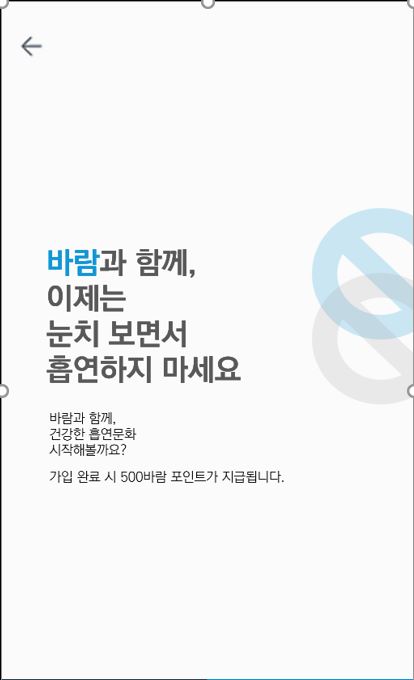 바람과 함께,
이제는
눈치 보면서
흡연하지 마세요
바람과 함께,
건강한 흡연문화
시작해볼까요?
가입 완료 시 500바람 포인트가 지급됩니다.